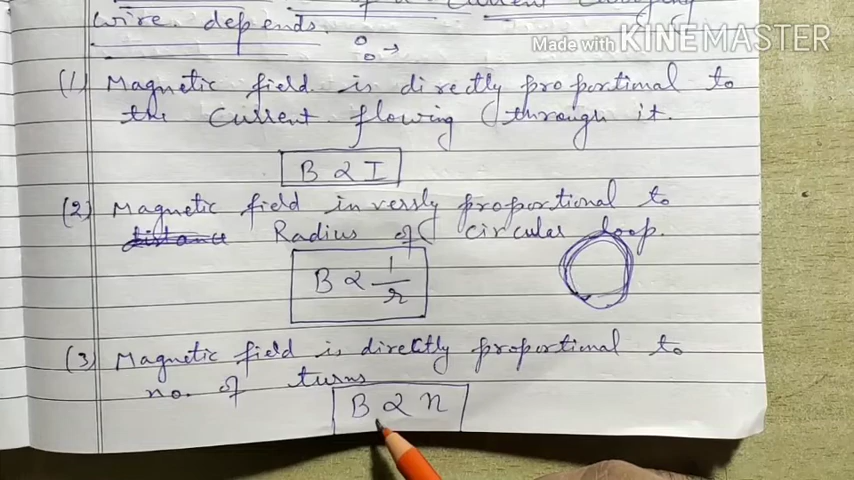 Made with KINEMASTER
wire depends.
(1) Magnetic field is directly proportional to
the Current flowing through it.
B ∝ I
(2) Magnetic field inversly proportional to
distance Radius of circular loop.
B ∝ 1/r
(3) Magnetic field is directly proportional to
no. of turns
B ∝ n